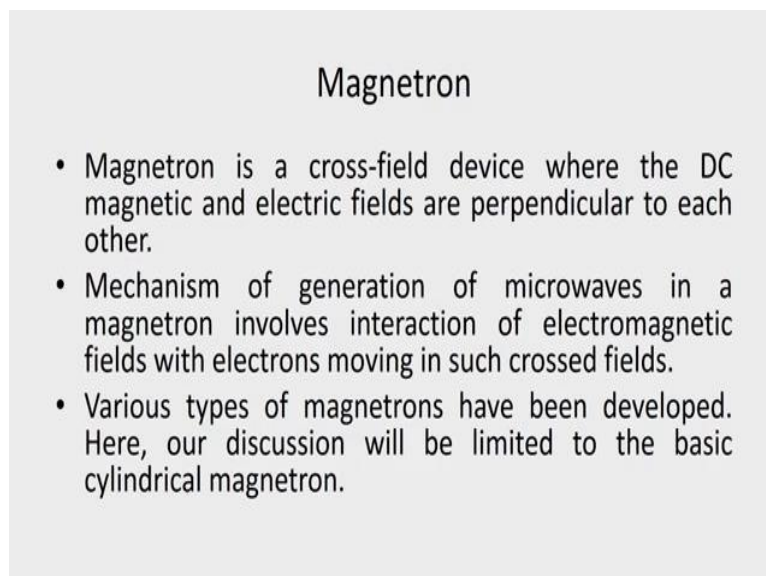 Magnetron
• Magnetron is a cross-field device where the DC
magnetic and electric fields are perpendicular to each
other.
• Mechanism of generation of microwaves in a
magnetron involves interaction of electromagnetic
fields with electrons moving in such crossed fields.
• Various types of magnetrons have been developed.
Here, our discussion will be limited to the basic
cylindrical magnetron.